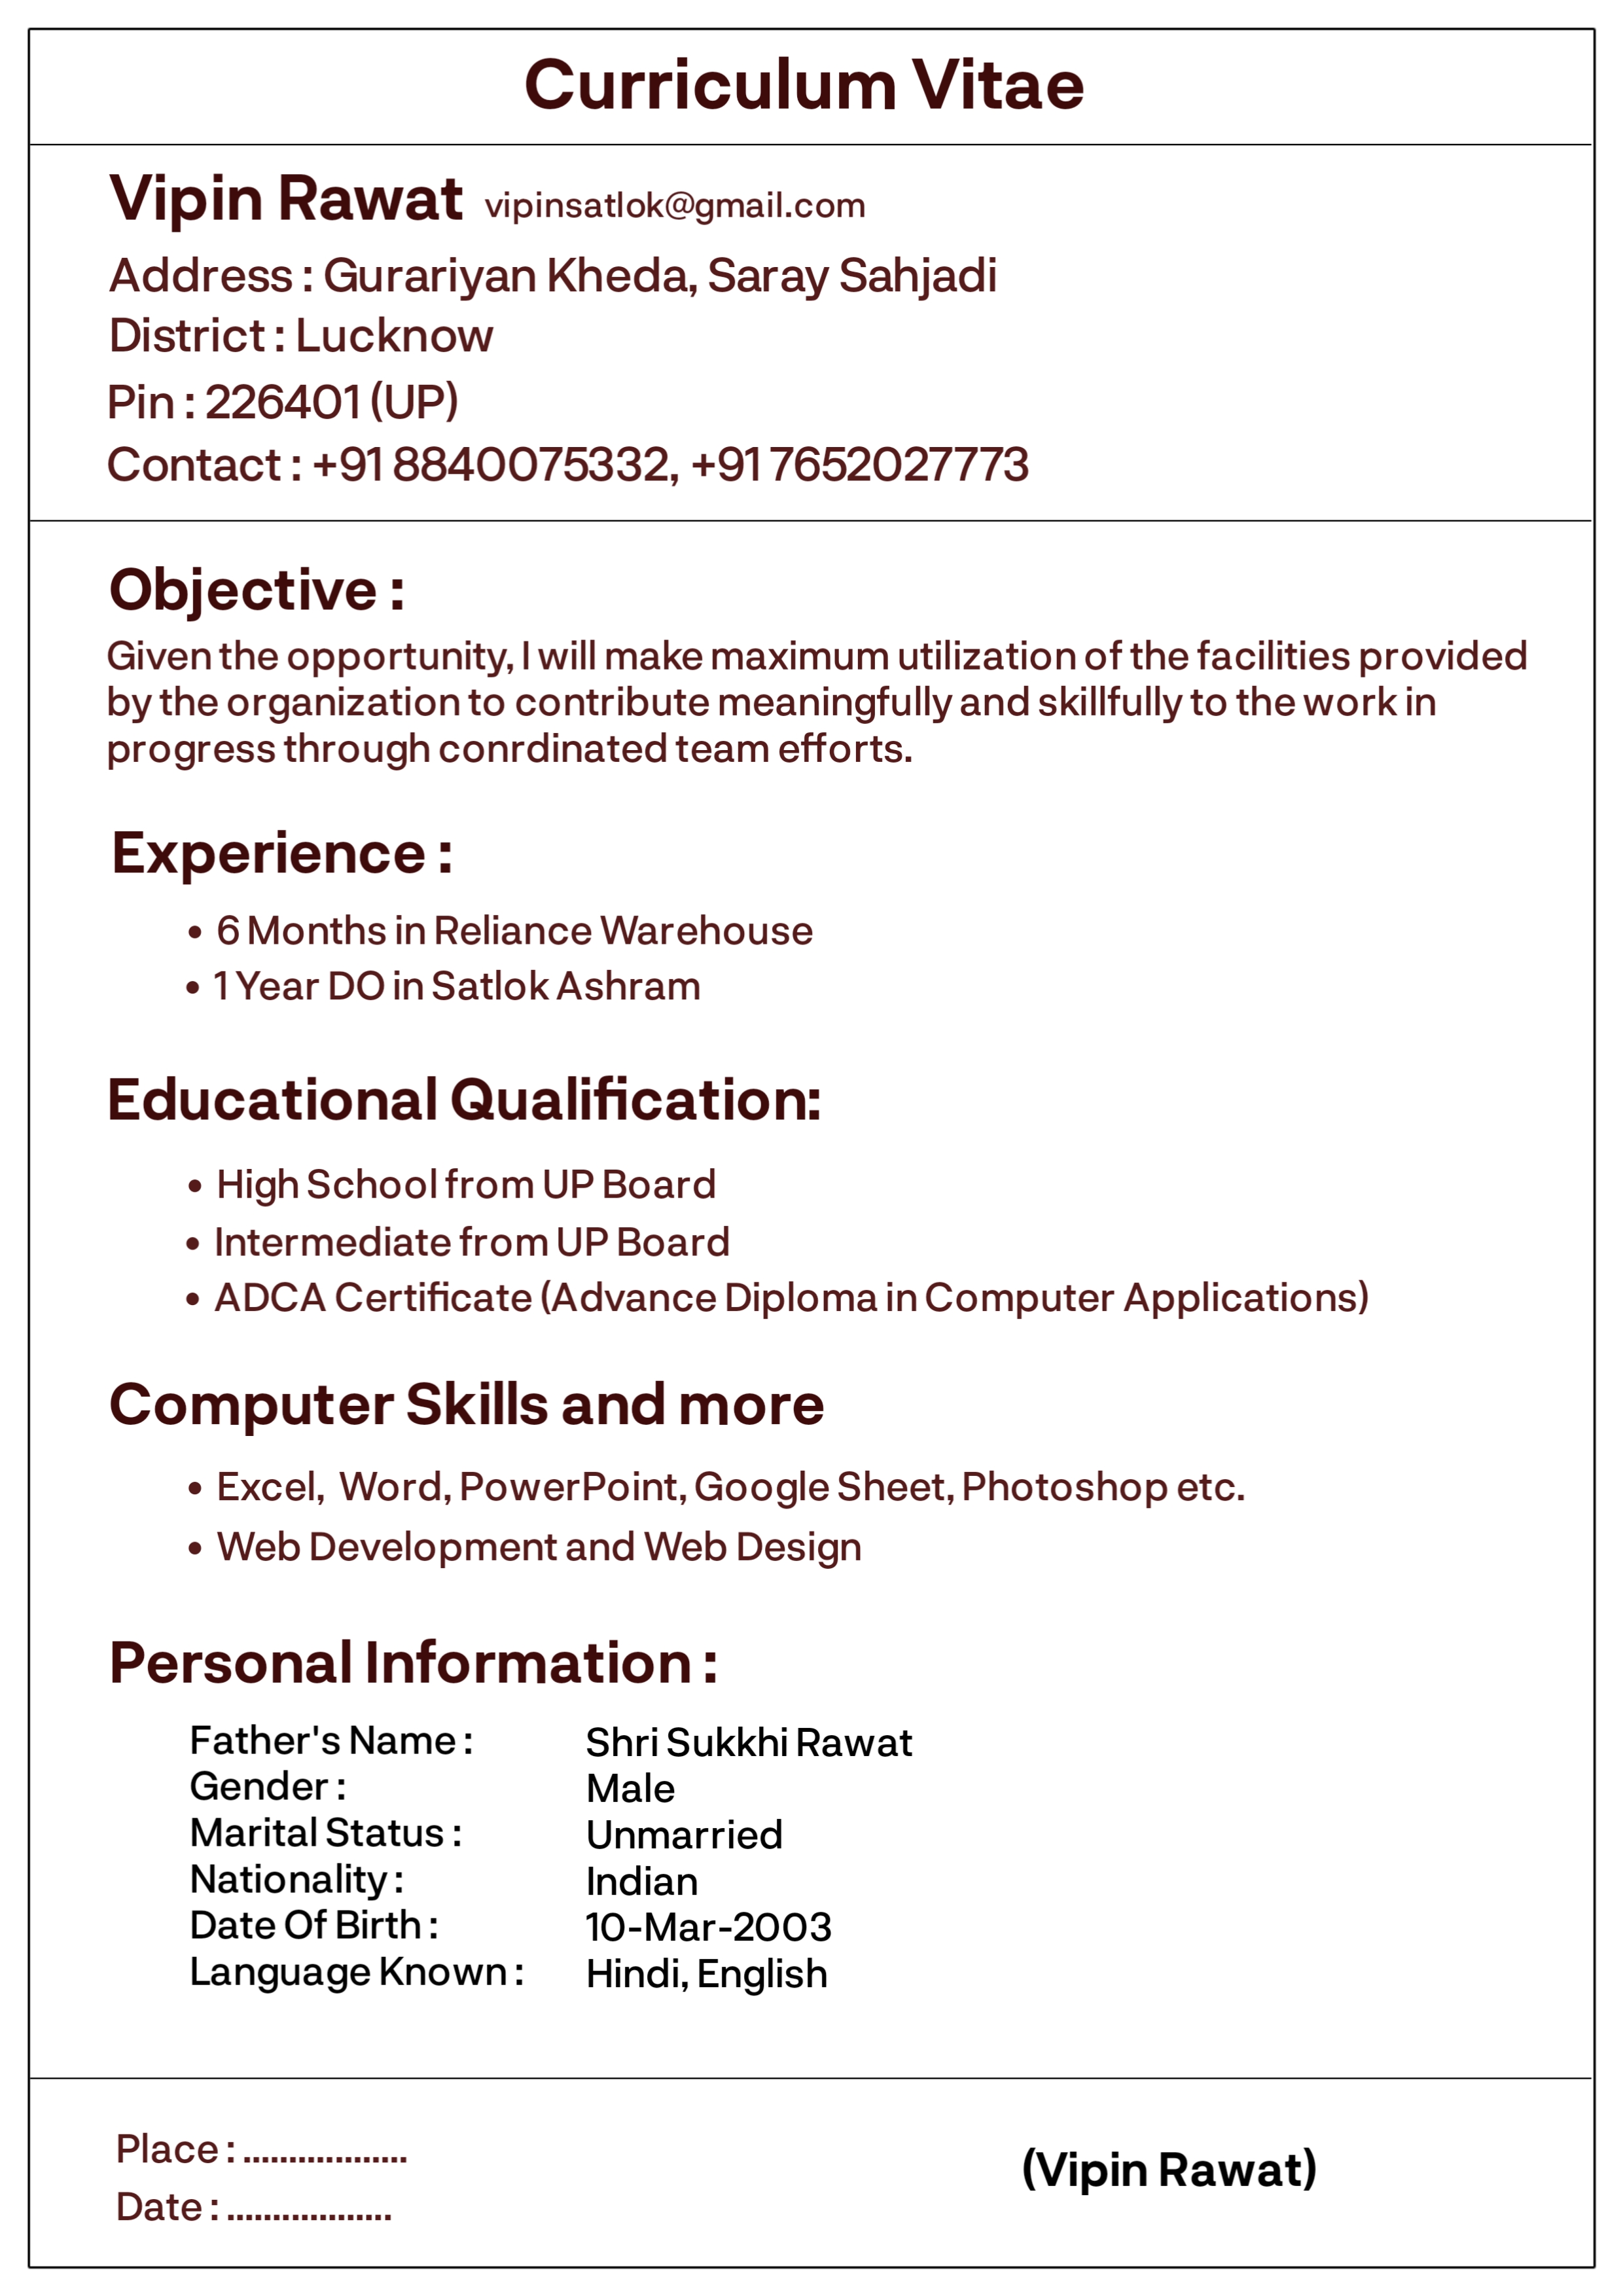 Curriculum Vitae
Vipin Rawat vipinsatlok@gmail.com
Address : Gurariyan Kheda, Saray Sahjadi
District : Lucknow
Pin : 226401 (UP)
Contact : +91 8840075332, +91 7652027773
Objective :
Given the opportunity, I will make maximum utilization of the facilities provided
by the organization to contribute meaningfully and skillfully to the work in
progress through conrdinated team efforts.
Experience :
• 6 Months in Reliance Warehouse
• 1 Year DO in Satlok Ashram
Educational Qualification:
• High School from UP Board
• Intermediate from UP Board
• ADCA Certificate (Advance Diploma in Computer Applications)
Computer Skills and more
• Excel, Word, PowerPoint, Google Sheet, Photoshop etc.
• Web Development and Web Design
Personal Information :
Father's Name : Shri Sukkhi Rawat
Gender : Male
Marital Status : Unmarried
Nationality : Indian
Date Of Birth : 10-Mar-2003
Language Known : Hindi, English
Place : ..................
(Vipin Rawat)
Date : ..................